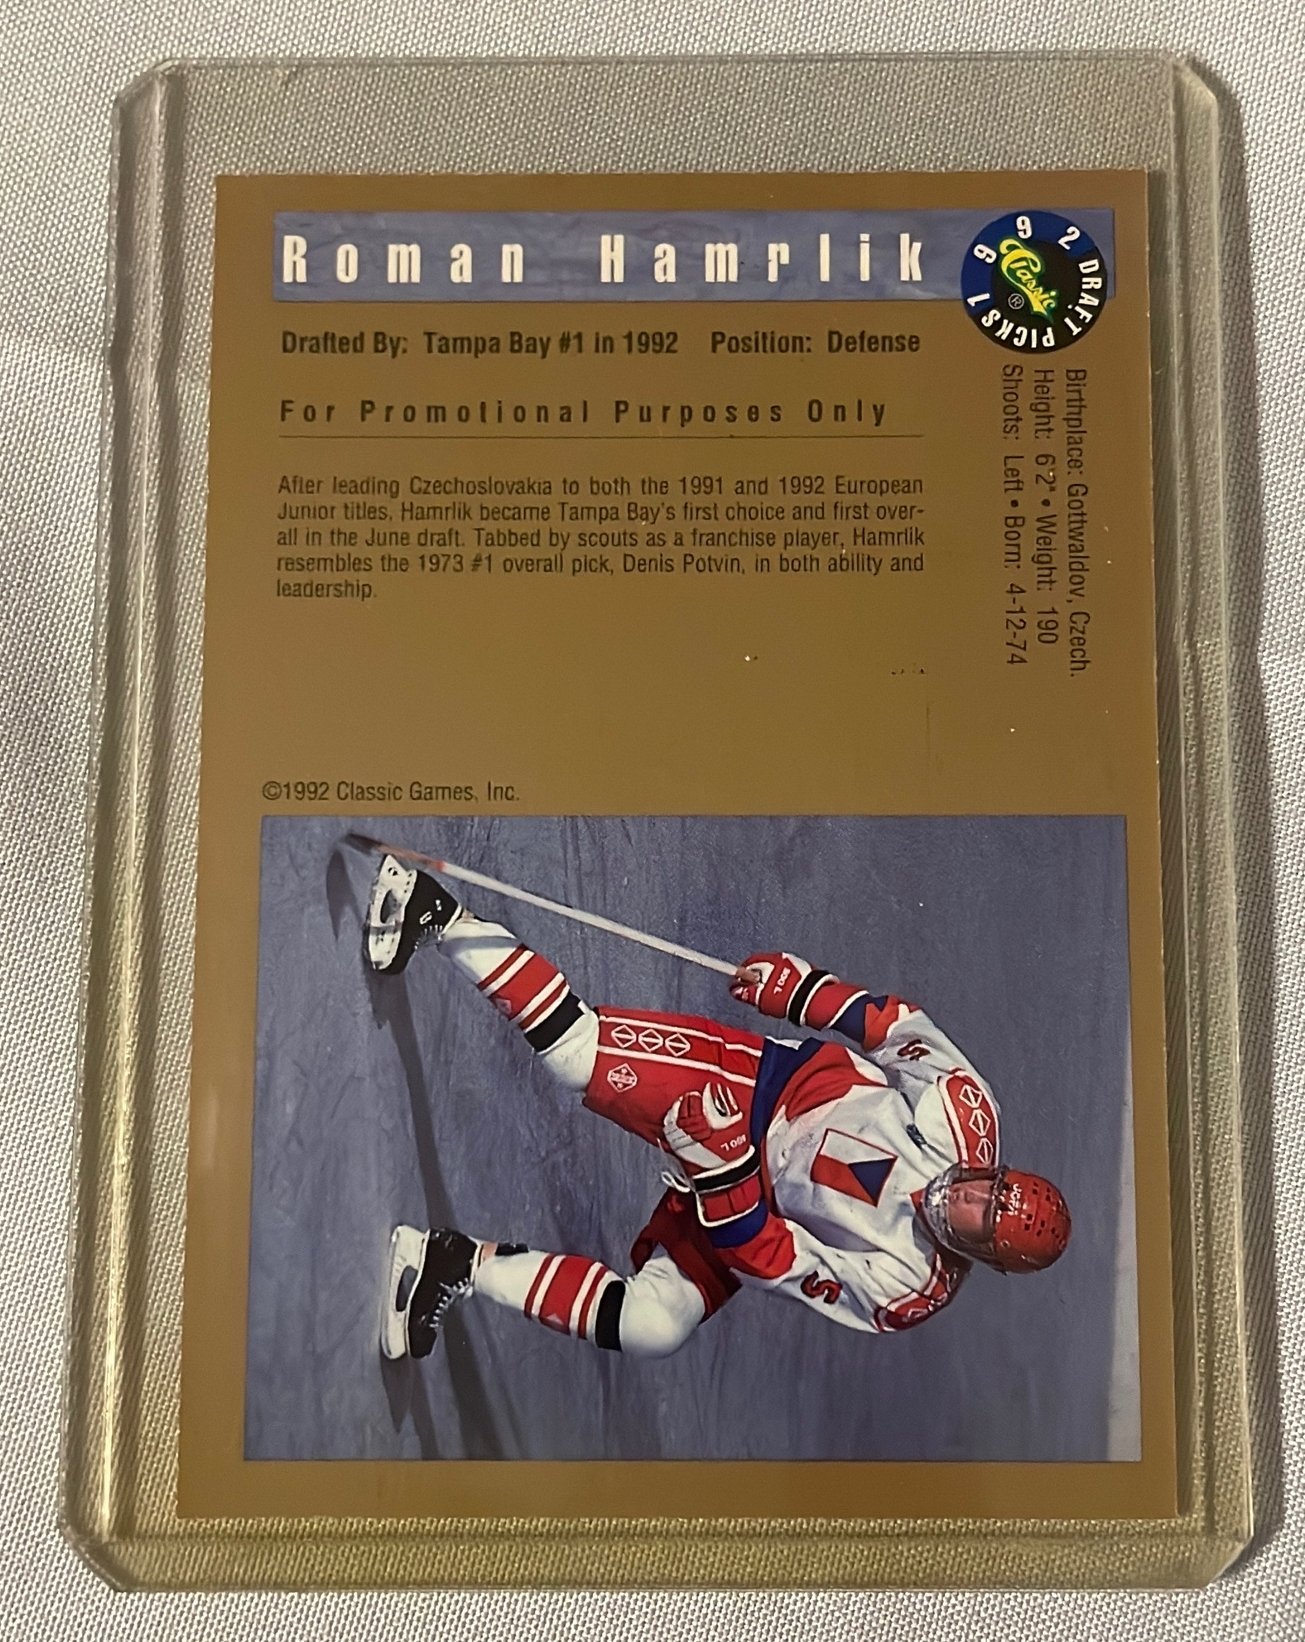 Roman Hamrlik
1992 DRAFT PICKS
Classic ®
Drafted By: Tampa Bay #1 in 1992 Position: Defense
For Promotional Purposes Only
After leading Czechoslovakia to both the 1991 and 1992 European
Junior titles, Hamrlik became Tampa Bay's first choice and first over-
all in the June draft. Tabbed by scouts as a franchise player, Hamrlik
resembles the 1973 #1 overall pick, Denis Potvin, in both ability and
leadership.
Birthplace: Gottwaldov, Czech.
Height: 6'2" • Weight: 190
Shoots: Left • Born: 4-12-74
©1992 Classic Games, Inc.
5
5
JOFA